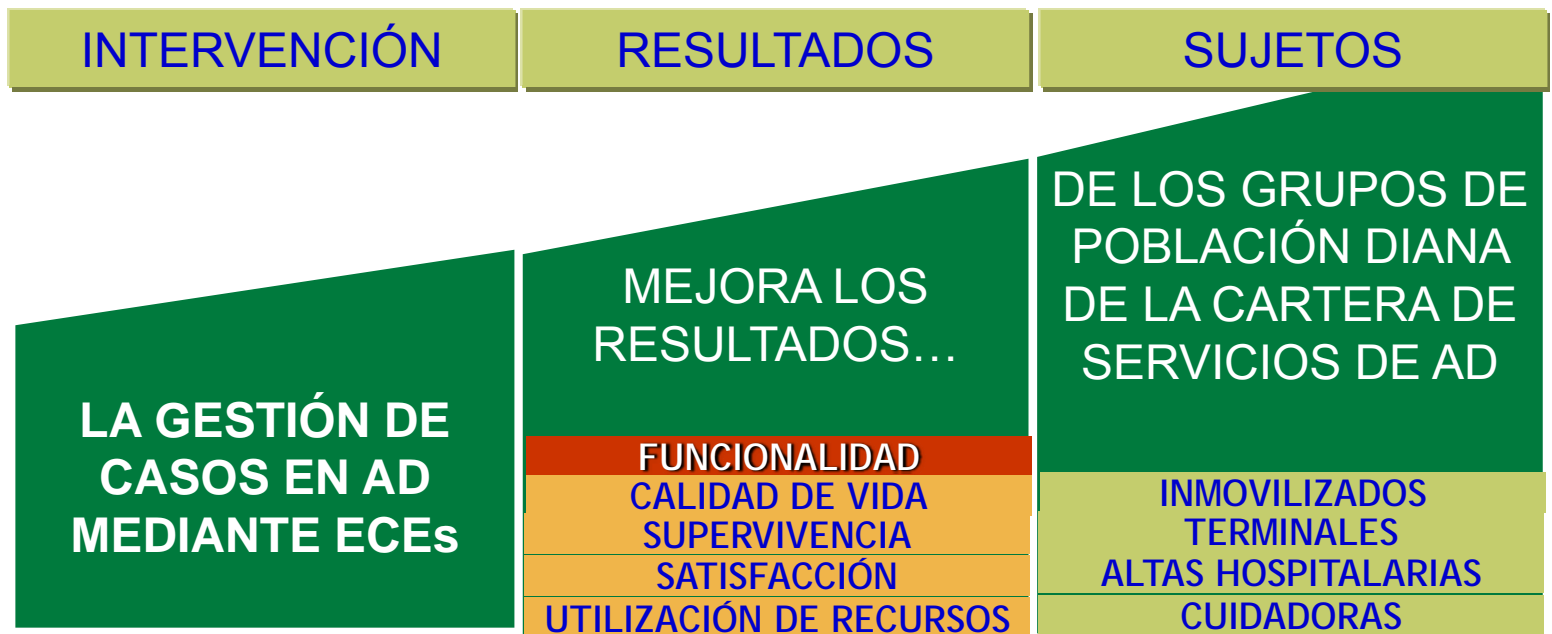 INTERVENCIÓN
RESULTADOS
SUJETOS
LA GESTIÓN DE
CASOS EN AD
MEDIANTE ECEs
MEJORA LOS
RESULTADOS…
FUNCIONALIDAD
CALIDAD DE VIDA
SUPERVIVENCIA
SATISFACCIÓN
UTILIZACIÓN DE RECURSOS
DE LOS GRUPOS DE
POBLACIÓN DIANA
DE LA CARTERA DE
SERVICIOS DE AD
INMOVILIZADOS
TERMINALES
ALTAS HOSPITALARIAS
CUIDADORAS